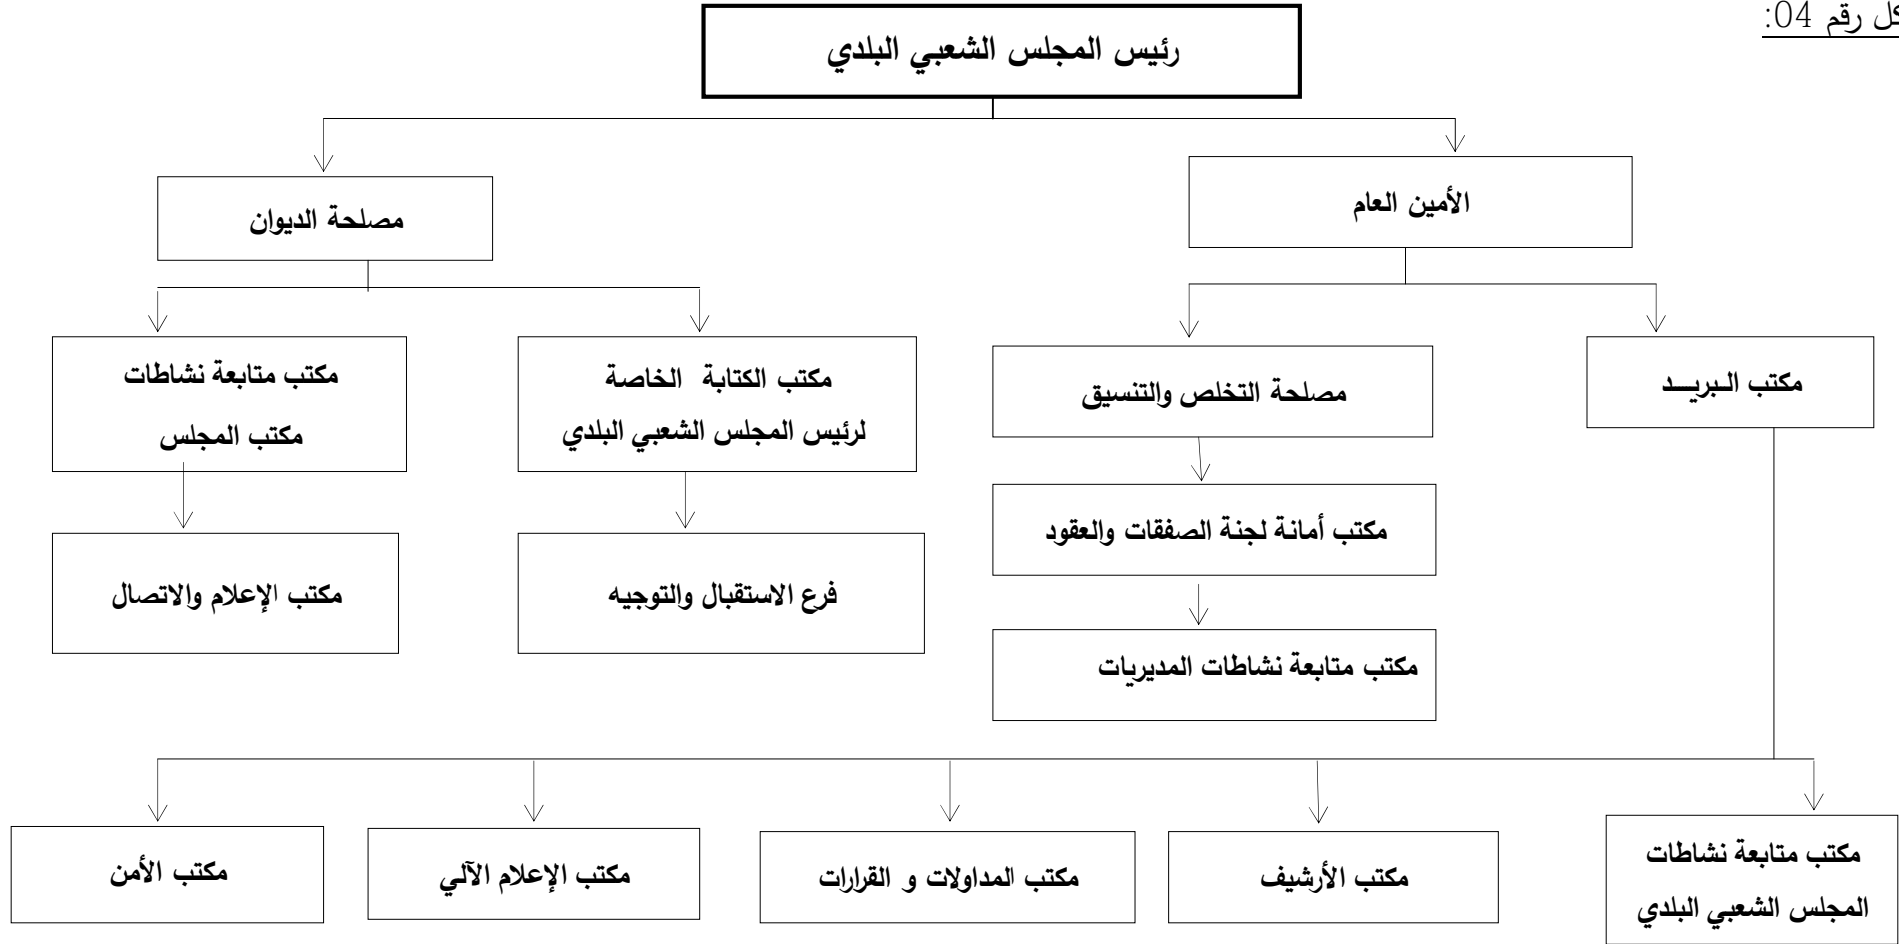 رقم 04:
رئيس المجلس الشعبي البلدي
الأمين العام
مصلحة الديوان
مكتب الـبريـــد
مصلحة التخلص والتنسيق
مكتب الكتابة الخاصة
لرئيس المجلس الشعبي البلدي
مكتب متابعة نشاطات
مكتب المجلس
مكتب أمانة لجنة الصفقات والعقود
فرع الاستقبال والتوجيه
مكتب الإعلام والاتصال
مكتب متابعة نشاطات المديريات
مكتب متابعة نشاطات
المجلس الشعبي البلدي
مكتب الأرشيف
مكتب المداولات و القرارات
مكتب الإعلام الآلي
مكتب الأمن